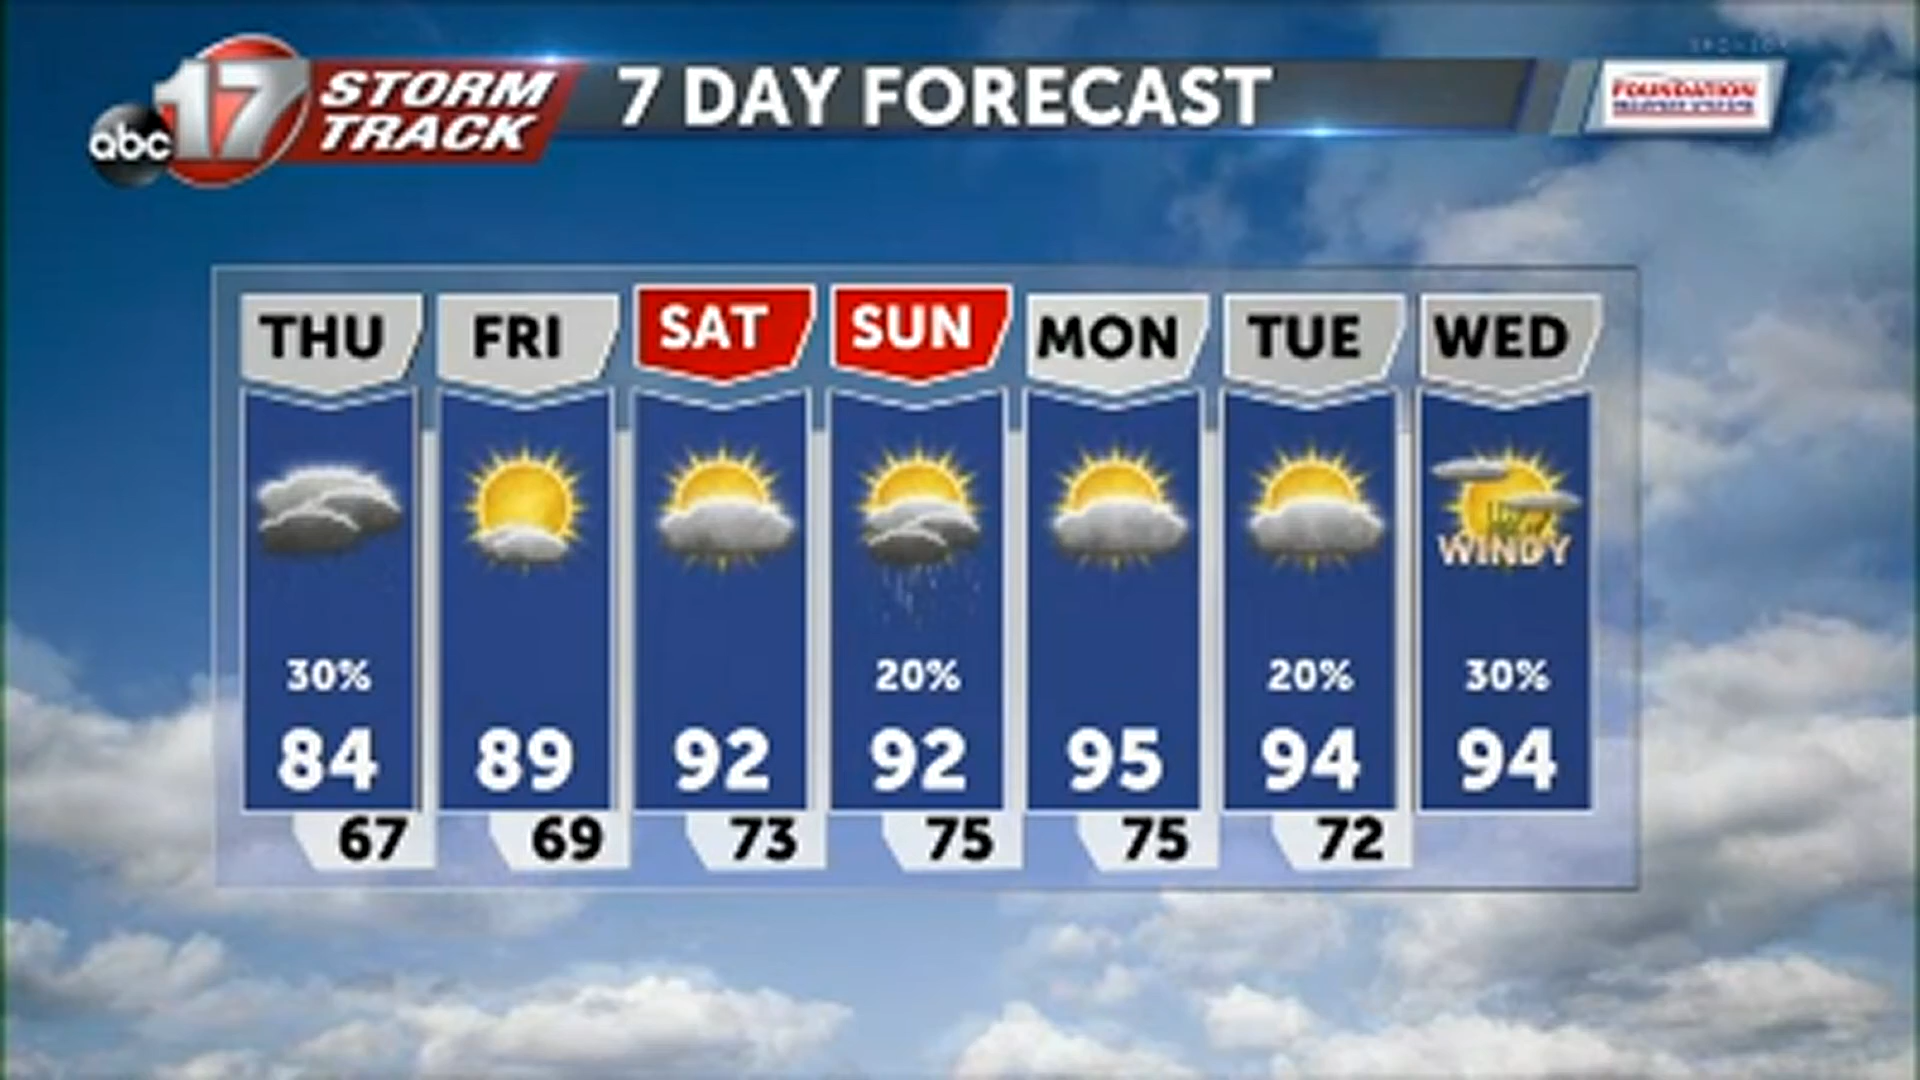 abc 17 STORM TRACK
7 DAY FORECAST
FOUNDATION
THU FRI SAT SUN MON TUE WED
WINDY
30% 20% 20% 30%
84 89 92 92 95 94 94
67 69 73 75 75 72